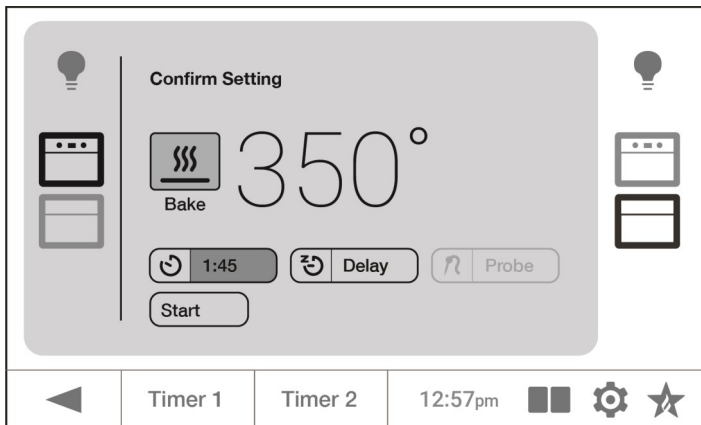 Confirm Setting
350°
Bake
1:45 Delay Probe
Start
Timer 1 Timer 2 12:57pm